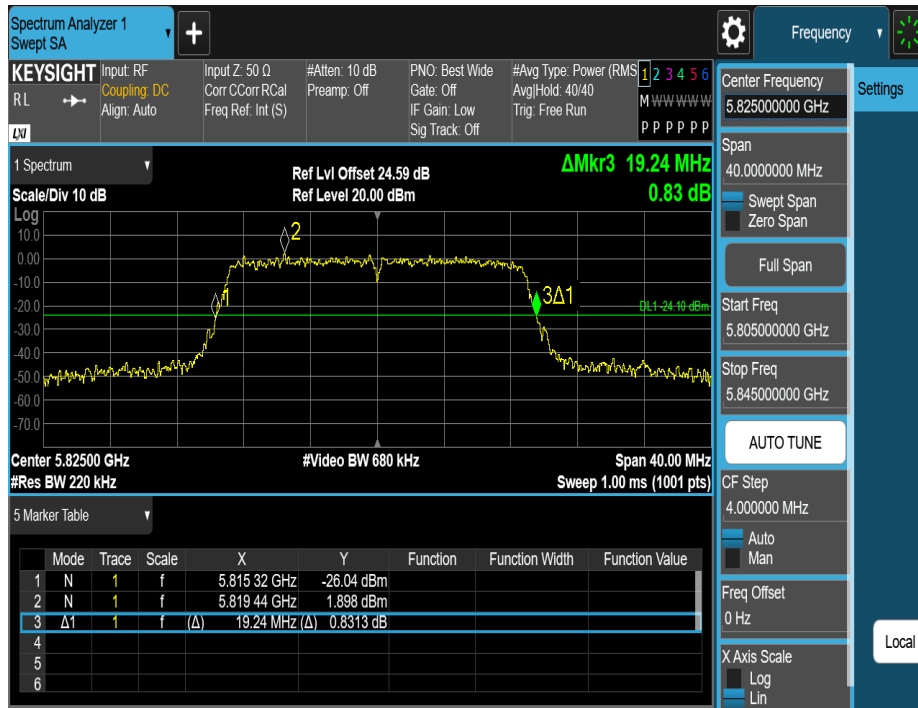 Spectrum Analyzer 1
Swept SA
+
Frequency
KEYSIGHT
RL
LXI
Input: RF
Coupling: DC
Align: Auto
Input Z: 50 Ω
Corr CCorr RCal
Freq Ref: Int (S)
#Atten: 10 dB
Preamp: Off
PNO: Best Wide
Gate: Off
IF Gain: Low
Sig Track: Off
#Avg Type: Power (RMS
Avg|Hold: 40/40
Trig: Free Run
1 2 3 4 5 6
M W W W W W
P P P P P P
1 Spectrum
Scale/Div 10 dB
Ref Lvl Offset 24.59 dB
Ref Level 20.00 dBm
ΔMkr3 19.24 MHz
0.83 dB
Log
10.0
0.00
-10.0
-20.0
-30.0
-40.0
-50.0
-60.0
-70.0
2
3Δ1
DL1 -24.10 dBm
Center 5.82500 GHz
#Video BW 680 kHz
Span 40.00 MHz
#Res BW 220 kHz
Sweep 1.00 ms (1001 pts)
5 Marker Table
Mode Trace Scale X Y Function Function Width Function Value
1 N 1 f 5.815 32 GHz -26.04 dBm
2 N 1 f 5.819 44 GHz 1.898 dBm
3 Δ1 1 f (Δ) 19.24 MHz (Δ) 0.8313 dB
4
5
6
Center Frequency
5.825000000 GHz
Span
40.0000000 MHz
Swept Span
Zero Span
Full Span
Start Freq
5.805000000 GHz
Stop Freq
5.845000000 GHz
AUTO TUNE
CF Step
4.000000 MHz
Auto
Man
Freq Offset
0 Hz
X Axis Scale
Log
Lin
Settings
Local